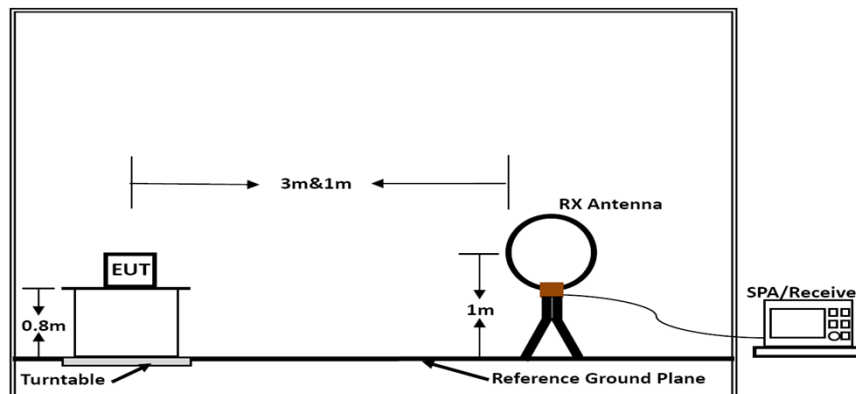 3m&1m
RX Antenna
EUT
SPA/Receive
0.8m
1m
Turntable
Reference Ground Plane